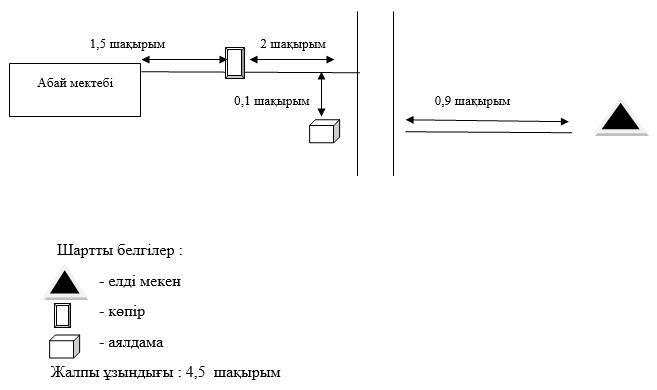 1,5 шақырым
2 шақырым
Абай мектебі
0,1 шақырым
0,9 шақырым
Шартты белгілер :
- елді мекен
- көпір
- аялдама
Жалпы ұзындығы : 4,5 шақырым